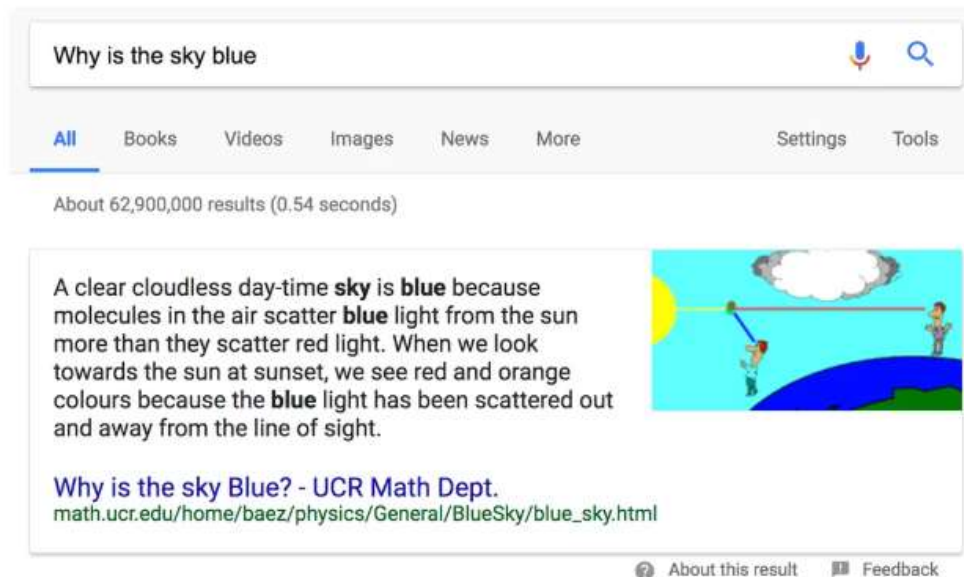 Why is the sky blue
All Books Videos Images News More Settings Tools
About 62,900,000 results (0.54 seconds)
A clear cloudless day-time sky is blue because
molecules in the air scatter blue light from the sun
more than they scatter red light. When we look
towards the sun at sunset, we see red and orange
colours because the blue light has been scattered out
and away from the line of sight.
Why is the sky Blue? - UCR Math Dept.
math.ucr.edu/home/baez/physics/General/BlueSky/blue_sky.html
About this result Feedback